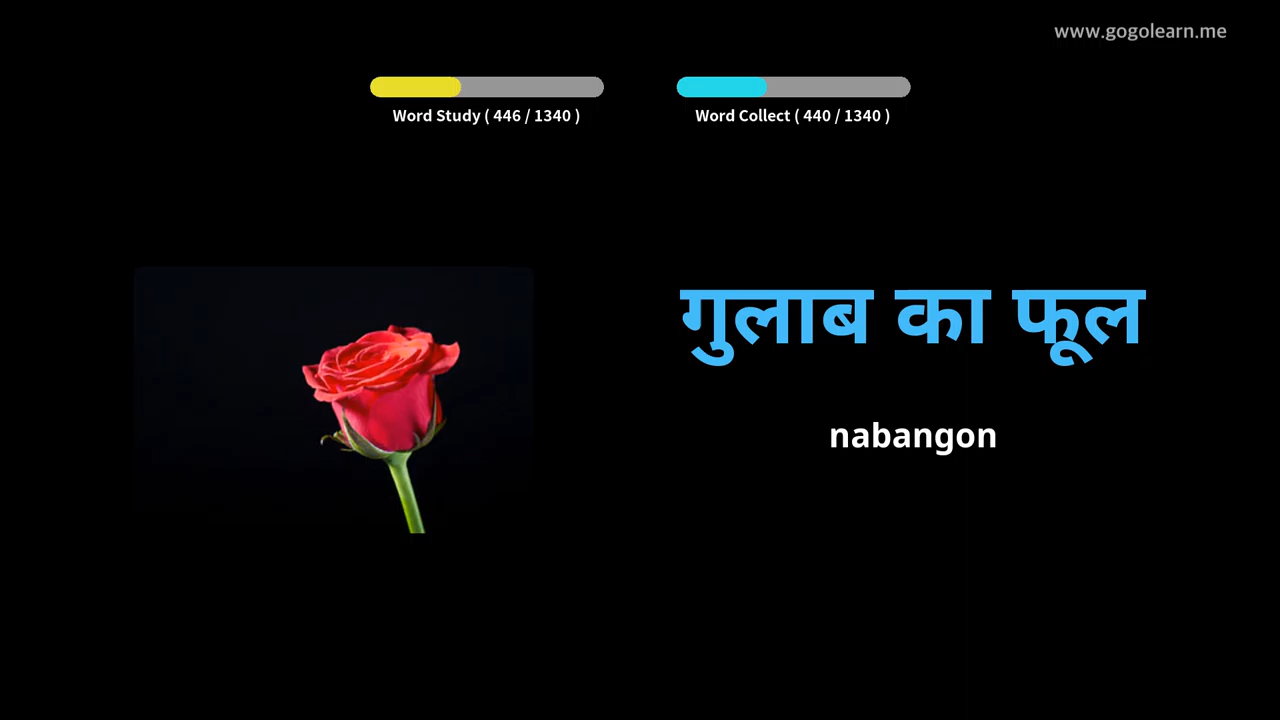 www.gogolearn.me
Word Study ( 446 / 1340 )
Word Collect ( 440 / 1340 )
गुलाब का फूल
nabangon